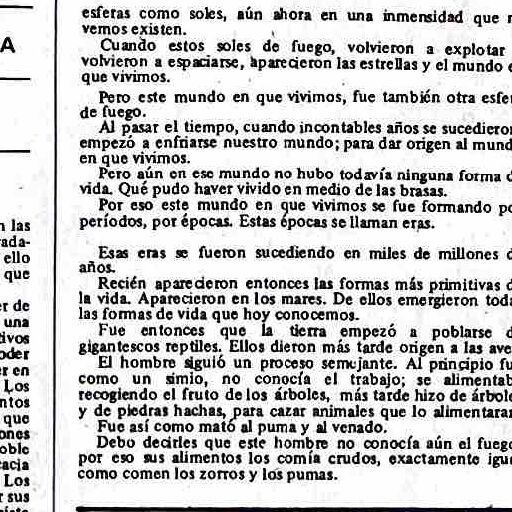 A
n las
rada-
ello
que
er de
una
tivos
oder
er en
Los
ntos
que
ones
oble
acia
Los
r sus
esferas como soles, aún ahora en una inmensidad que n
vemos existen.
Cuando estos soles de fuego, volvieron a explotar
volvieron a espaciarse, aparecieron las estrellas y el mundo e
que vivimos.
Pero este mundo en que vivimos, fue también otra esfer
de fuego.
Al pasar el tiempo, cuando incontables años se sucediero
empezó a enfriarse nuestro mundo; para dar origen al mund
en que vivimos.
Pero aún en ese mundo no hubo todavía ninguna forma d
vida. Qué pudo haver vivido en medio de las brasas.
Por eso este mundo en que vivimos se fue formando po
períodos, por épocas. Estas épocas se llaman eras.
Esas eras se fueron sucediendo en miles de millones d
años.
Recién aparecieron entonces las formas más primitivas d
la vida. Aparecieron en los mares. De ellos emergieron toda
las formas de vida que hoy conocemos.
Fue entonces que la tierra empezó a poblarse d
gigantescos reptiles. Ellos dieron más tarde origen a las ave
El hombre siguió un proceso semejante. Al principio fu
como un simio, no conocía el trabajo; se alimentab
recogiendo el fruto de los árboles, más tarde hizo de árbole
y de piedras hachas, para cazar animales que lo alimentara
Fue así como mató al puma y al venado.
Debo decirles que este hombre no conocía aún el fuego
por eso sus alimentos los comía crudos, exactamente igua
como comen los zorros y los pumas.